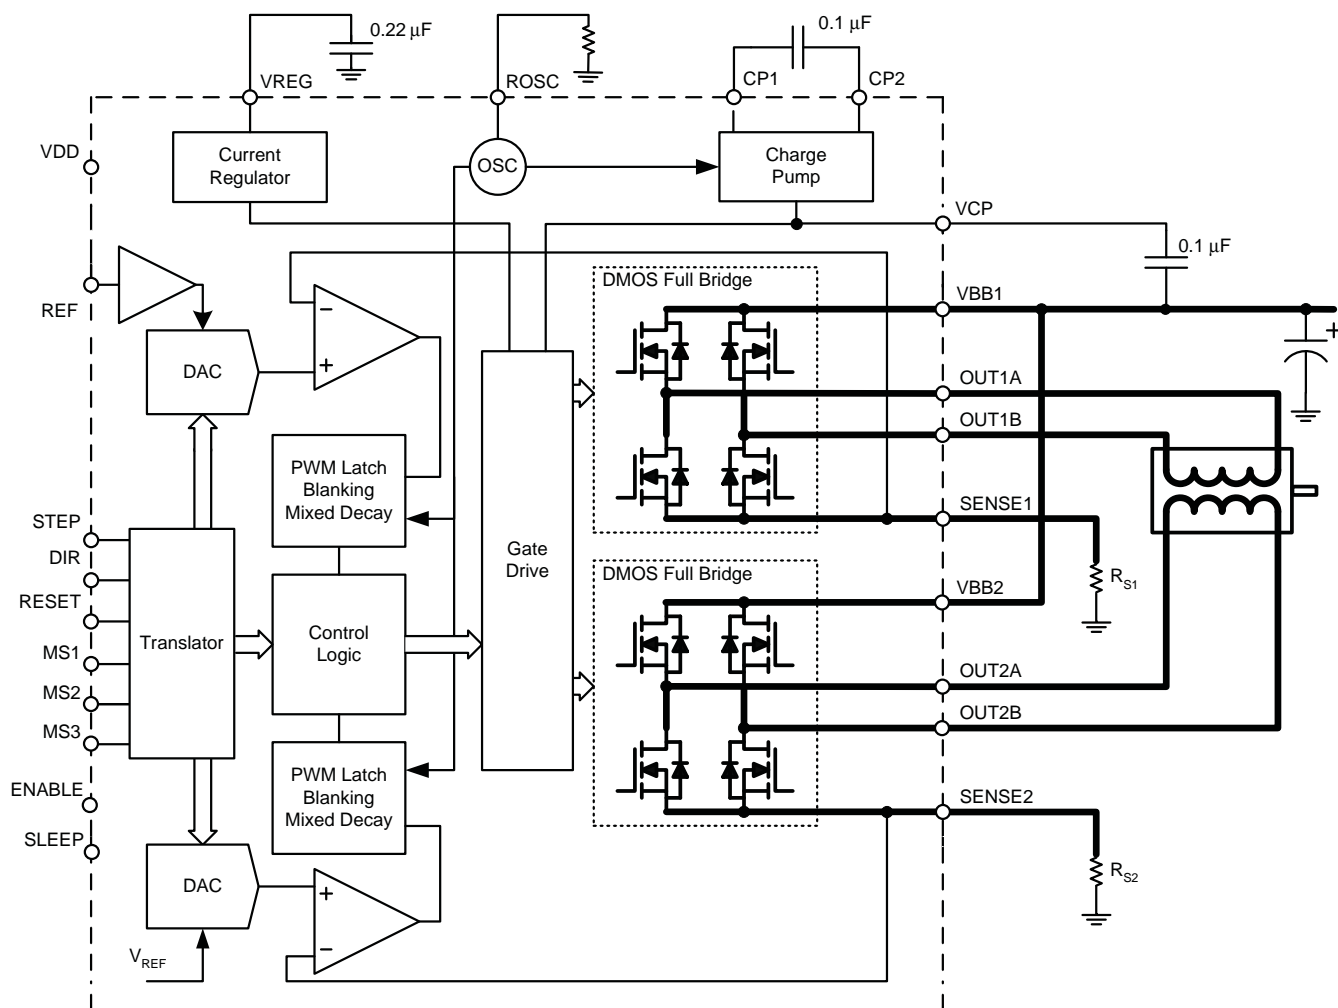 0.22 μF
0.1 μF
VREG
ROSC
CP1
CP2
VDD
Current
Regulator
OSC
Charge
Pump
VCP
0.1 μF
REF
DMOS Full Bridge
VBB1
+
−
+
DAC
OUT1A
OUT1B
PWM Latch
Blanking
Mixed Decay
SENSE1
STEP
DIR
RESET
MS1
MS2
MS3
Translator
Control
Logic
Gate
Drive
DMOS Full Bridge
RS1
VBB2
OUT2A
OUT2B
PWM Latch
Blanking
Mixed Decay
ENABLE
SLEEP
SENSE2
DAC
+
−
RS2
VREF